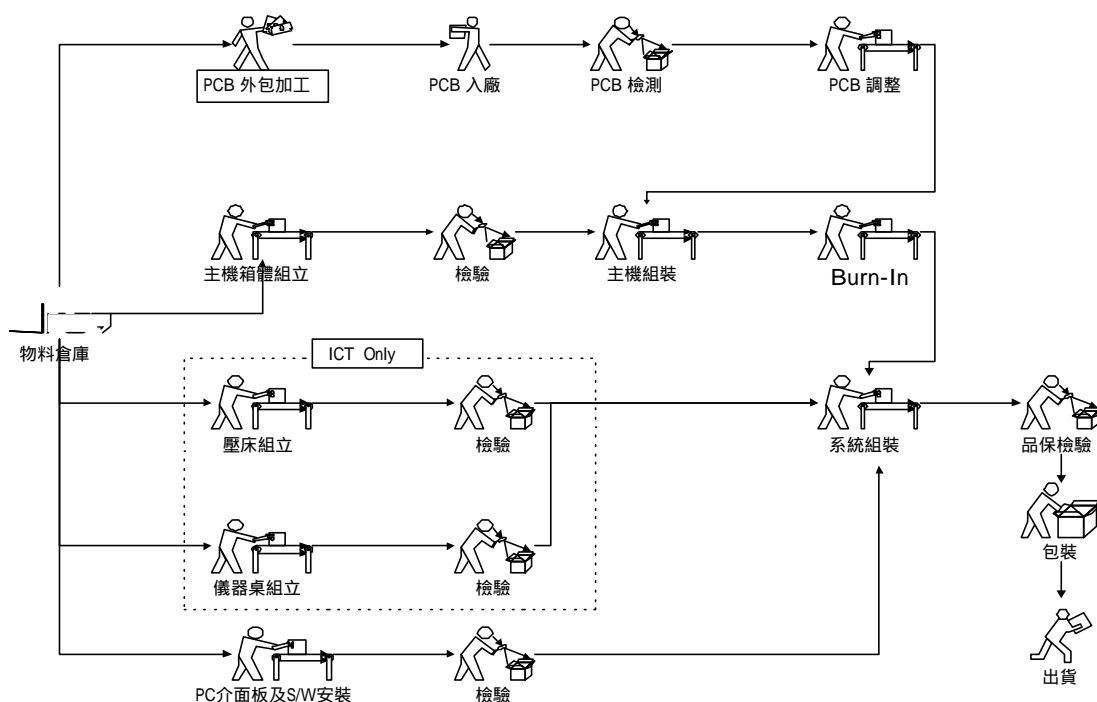 PCB 外包加工
PCB 入廠
PCB 檢測
PCB 調整
主機箱體組立
檢驗
主機組裝
Burn-In
物料倉庫
ICT Only
壓床組立
檢驗
系統組裝
品保檢驗
儀器桌組立
檢驗
包裝
PC介面板及S/W安裝
檢驗
出貨